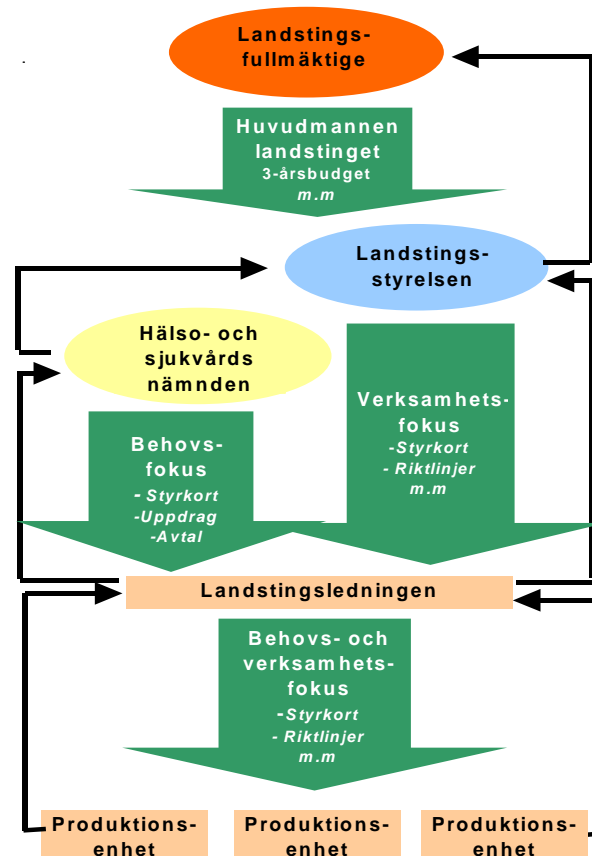 Landstings-
fullmäktige
Huvudmannen
landstinget
3-årsbudget
m.m
Landstings-
styrelsen
Hälso- och
sjukvårds
nämnden
Verksamhets-
fokus
-Styrkort
- Riktlinjer
m.m
Behovs-
fokus
- Styrkort
-Uppdrag
-Avtal
Landstingsledningen
Behovs- och
verksamhets-
fokus
-Styrkort
- Riktlinjer
m.m
Produktions-
enhet
Produktions-
enhet
Produktions-
enhet